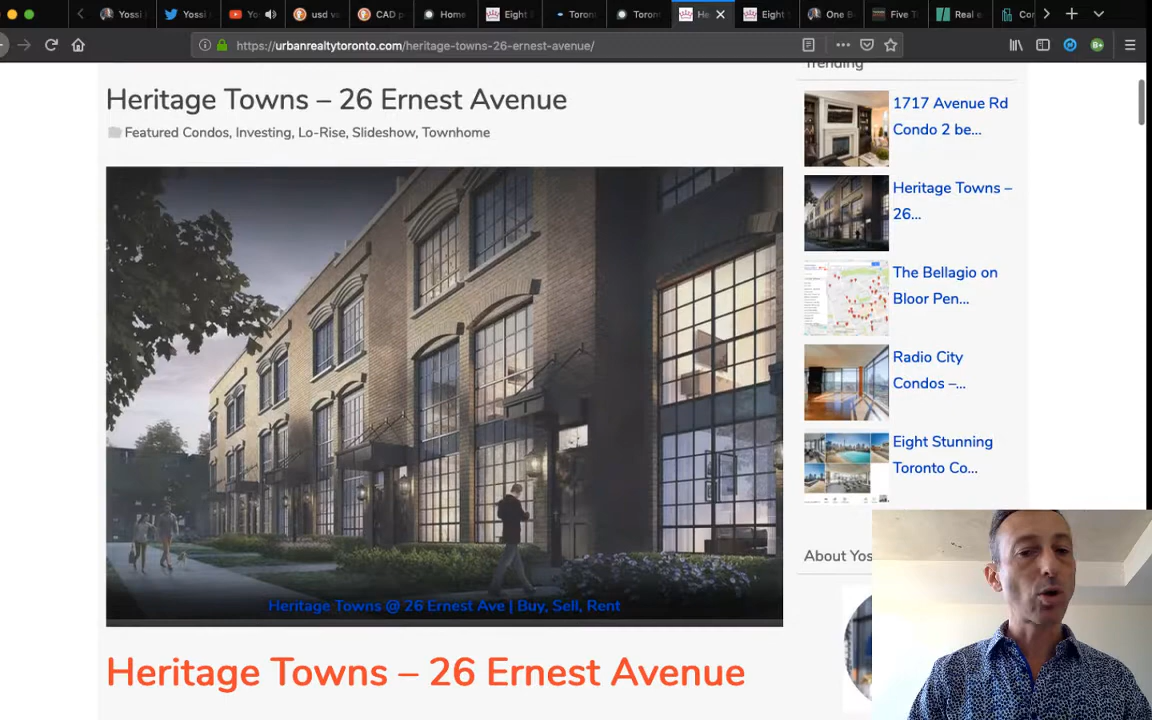 Yossi
Yossi
Yo
usd v
CAD p
Home
Eight
Toron
Toron
He
Eight
One B
Five T
Real e
Con
https://urbanrealtytoronto.com/heritage-towns-26-ernest-avenue/
Trending
Heritage Towns – 26 Ernest Avenue
Featured Condos, Investing, Lo-Rise, Slideshow, Townhome
1717 Avenue Rd
Condo 2 be...
Heritage Towns –
26...
The Bellagio on
Bloor Pen...
Radio City
Condos –...
Eight Stunning
Toronto Co...
About Yos
Heritage Towns @ 26 Ernest Ave | Buy, Sell, Rent
Heritage Towns – 26 Ernest Avenue